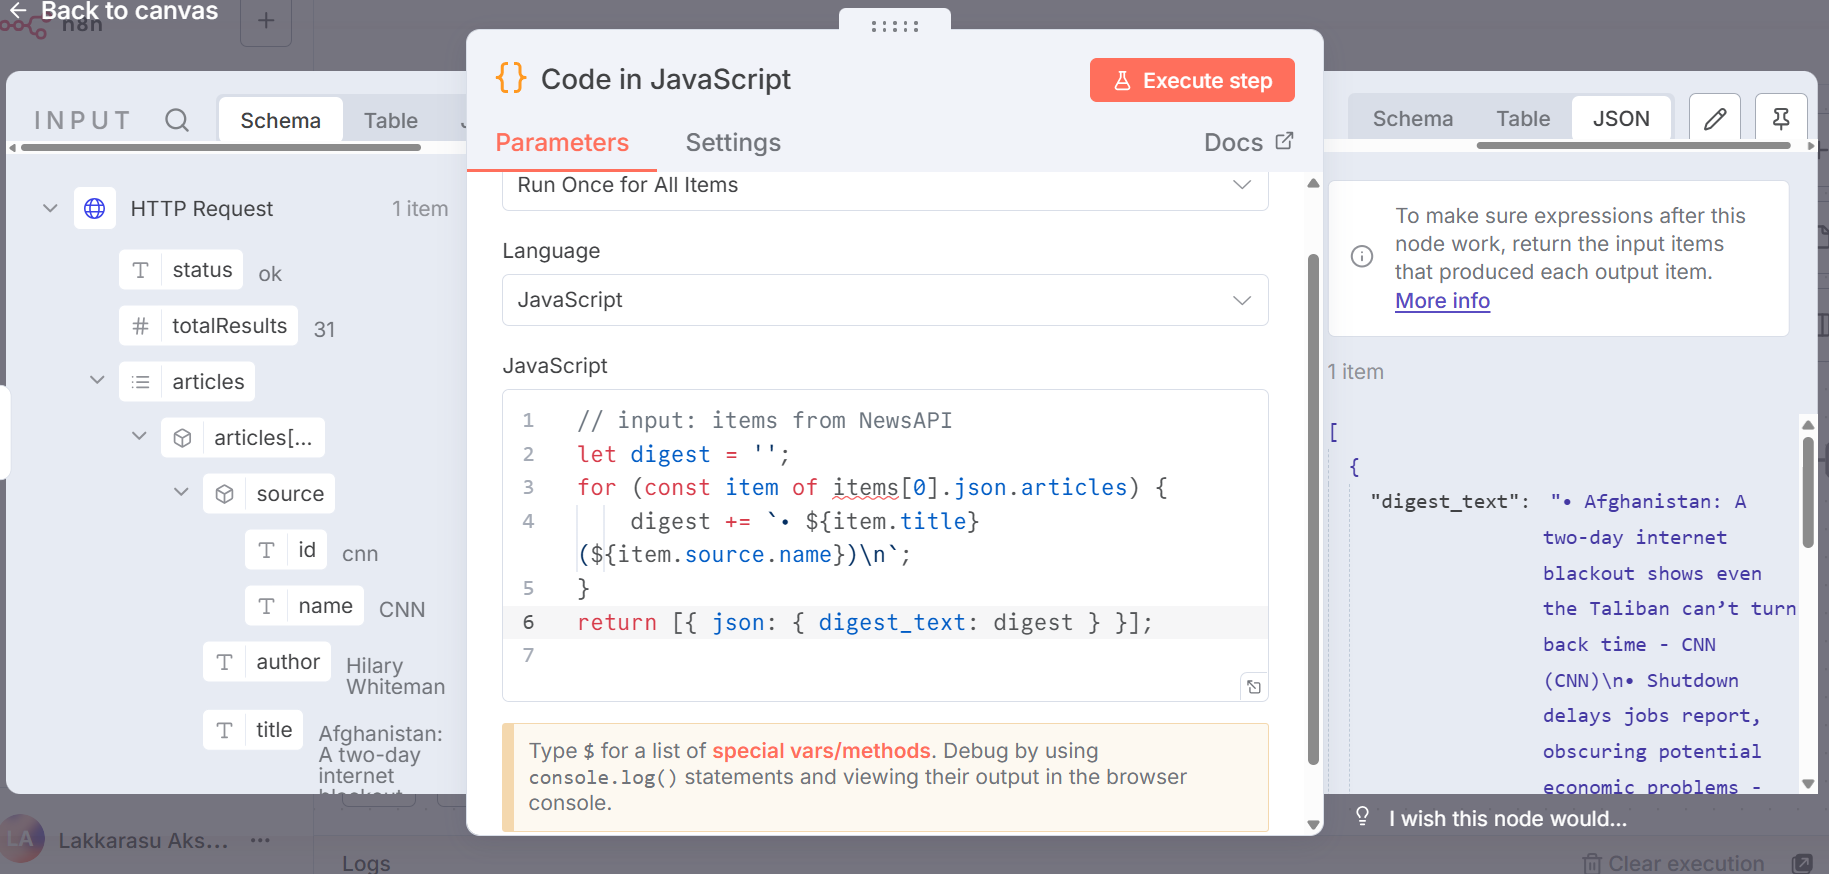 Back to canvas
n8n
INPUT
Schema
Table
HTTP Request
1 item
status
ok
totalResults
31
articles
articles[...
source
id
cnn
name
CNN
author
Hilary
Whiteman
title
Afghanistan:
A two-day
internet
blackout
Lakkarasu Aks...
Code in JavaScript
Execute step
Parameters
Settings
Docs
Run Once for All Items
Language
JavaScript
JavaScript
1 // input: items from NewsAPI
2 let digest = '';
3 for (const item of items[0].json.articles) {
4 digest += `• ${item.title}
(${item.source.name})\n`;
5 }
6 return [{ json: { digest_text: digest } }];
7
Type $ for a list of special vars/methods. Debug by using
console.log() statements and viewing their output in the browser
console.
Logs
Schema
Table
JSON
To make sure expressions after this
node work, return the input items
that produced each output item.
More info
1 item
[
{
"digest_text": "• Afghanistan: A
two-day internet
blackout shows even
the Taliban can’t turn
back time - CNN
(CNN)\n• Shutdown
delays jobs report,
obscuring potential
economic problems -
I wish this node would...
Clear execution
LA